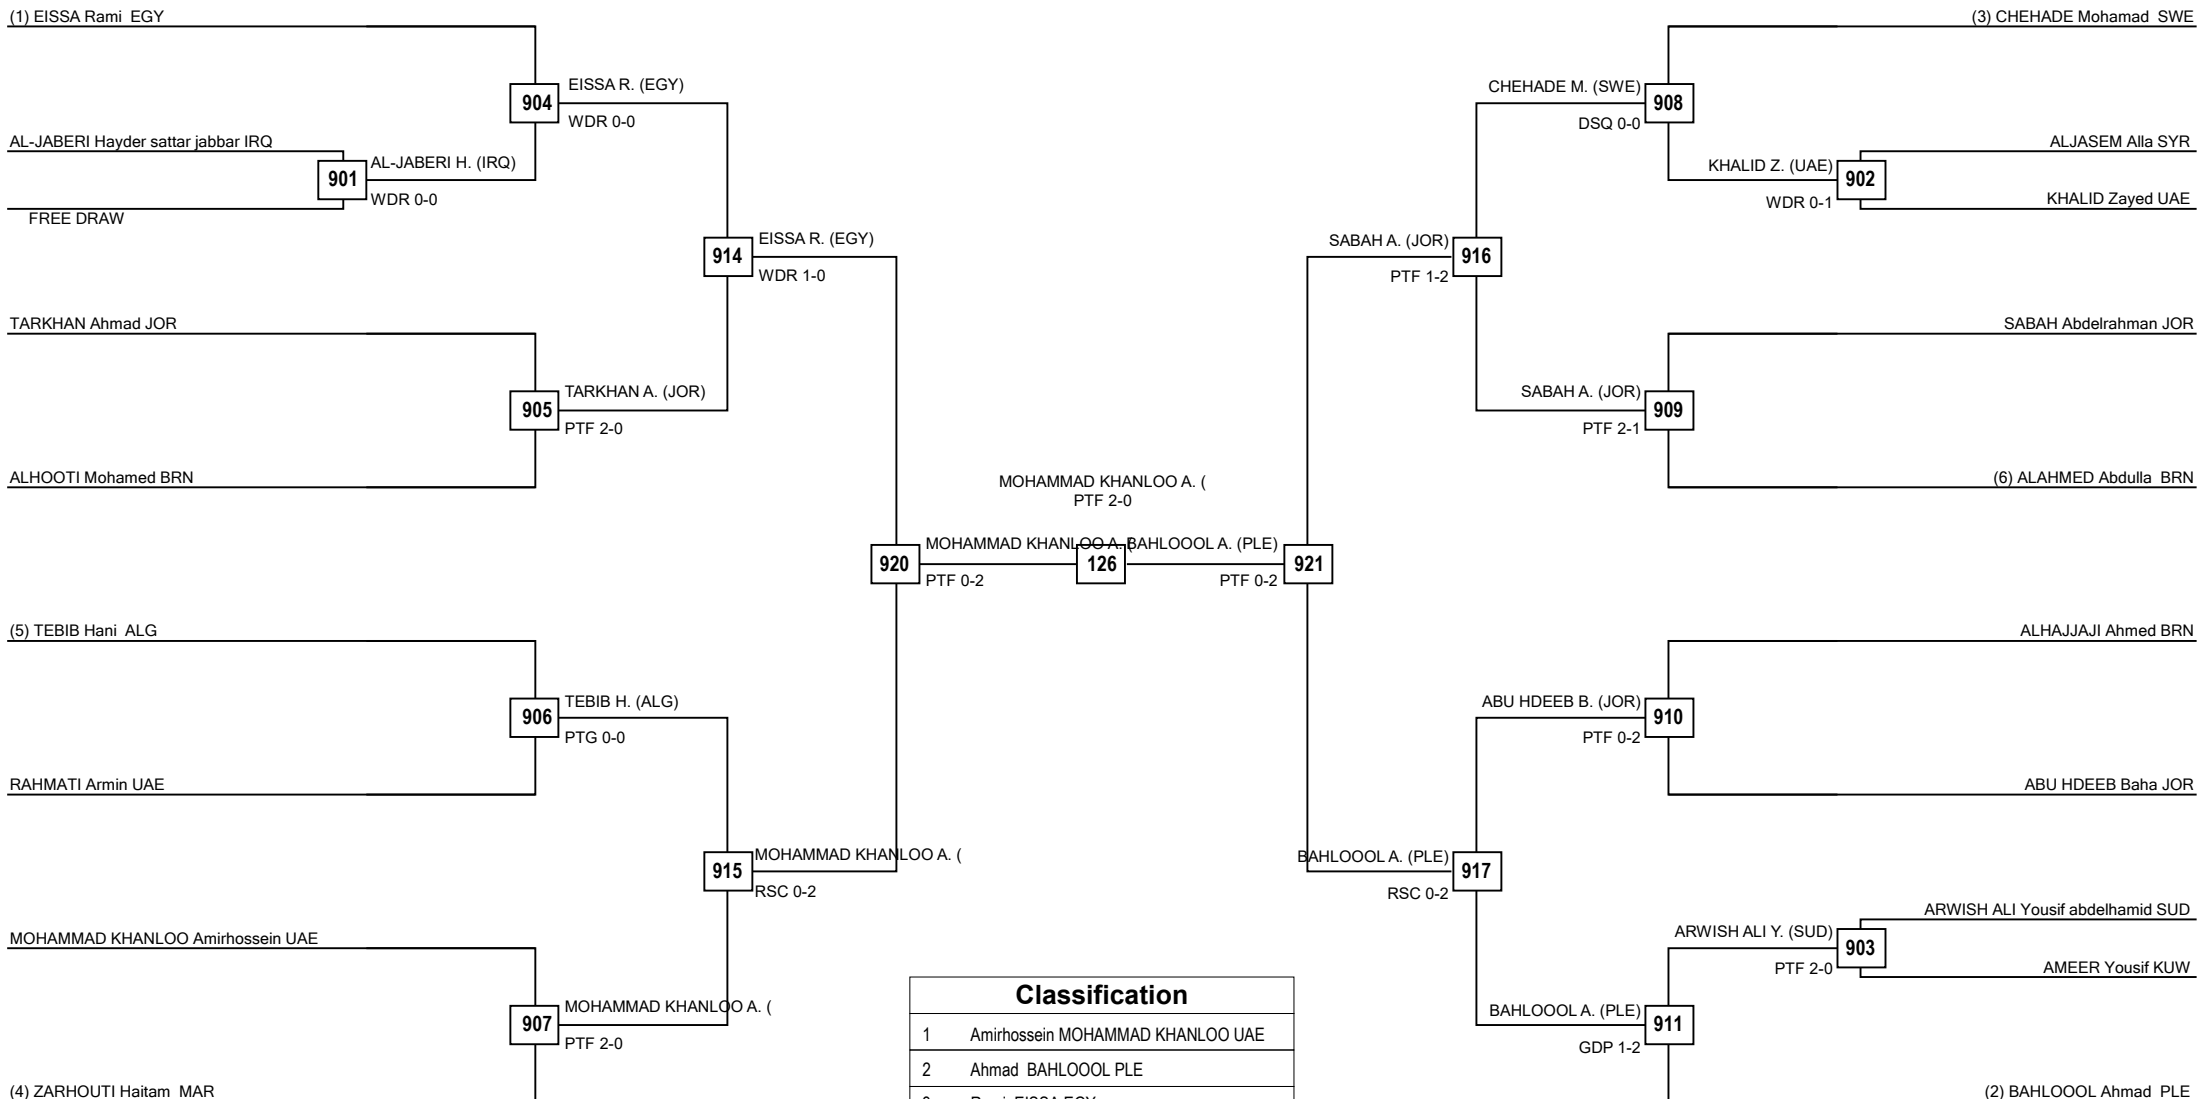 (1) EISSA Rami  EGY
904
EISSA R. (EGY)
WDR 0-0
AL-JABERI Hayder sattar jabbar IRQ
901
AL-JABERI H. (IRQ)
WDR 0-0
FREE DRAW
914
EISSA R. (EGY)
WDR 1-0
TARKHAN Ahmad JOR
905
TARKHAN A. (JOR)
PTF 2-0
ALHOOTI Mohamed BRN
920
MOHAMMAD KHANLOO A. (
PTF 0-2
(5) TEBIB Hani  ALG
906
TEBIB H. (ALG)
PTG 0-0
RAHMATI Armin UAE
915
MOHAMMAD KHANLOO A. (
RSC 0-2
MOHAMMAD KHANLOO Amirhossein UAE
907
MOHAMMAD KHANLOO A. (
PTF 2-0
(4) ZARHOUTI Haitam  MAR
MOHAMMAD KHANLOO A. (
PTF 2-0
126
(3) CHEHADE Mohamad  SWE
CHEHADE M. (SWE)
908
DSQ 0-0
ALJASEM Alla SYR
KHALID Z. (UAE)
902
WDR 0-1
KHALID Zayed UAE
SABAH A. (JOR)
916
PTF 1-2
SABAH Abdelrahman JOR
SABAH A. (JOR)
909
PTF 2-1
(6) ALAHMED Abdulla  BRN
BAHLOOOL A. (PLE)
921
PTF 0-2
ALHAJJAJI Ahmed BRN
ABU HDEEB B. (JOR)
910
PTF 0-2
ABU HDEEB Baha JOR
BAHLOOOL A. (PLE)
917
RSC 0-2
ARWISH ALI Yousif abdelhamid SUD
ARWISH ALI Y. (SUD)
903
PTF 2-0
AMEER Yousif KUW
BAHLOOOL A. (PLE)
911
GDP 1-2
(2) BAHLOOOL Ahmad  PLE
Classification
1 Amirhossein MOHAMMAD KHANLOO UAE
2 Ahmad  BAHLOOOL PLE